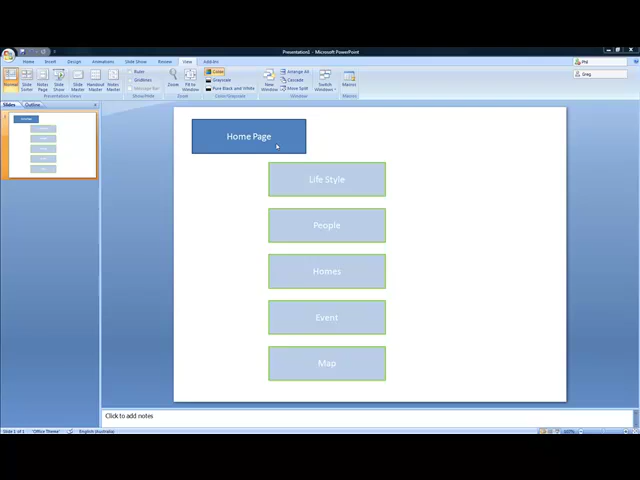 Presentation1 - Microsoft PowerPoint
Home Insert Design Animations Slide Show Review View Add-Ins
Normal Slide Sorter Notes Page Slide Show Slide Master Handout Master Notes Master
Presentation Views
Ruler
Gridlines
Message Bar
Show/Hide
Zoom Fit to Window
Zoom
Color
Grayscale
Pure Black and White
Color/Grayscale
New Window
Arrange All
Cascade
Move Split
Switch Windows
Window
Macros
Macros
Greg
Slides Outline
Home Page
Life Style
People
Homes
Event
Map
Click to add notes
Slide 1 of 1 "Office Theme" English (Australia)